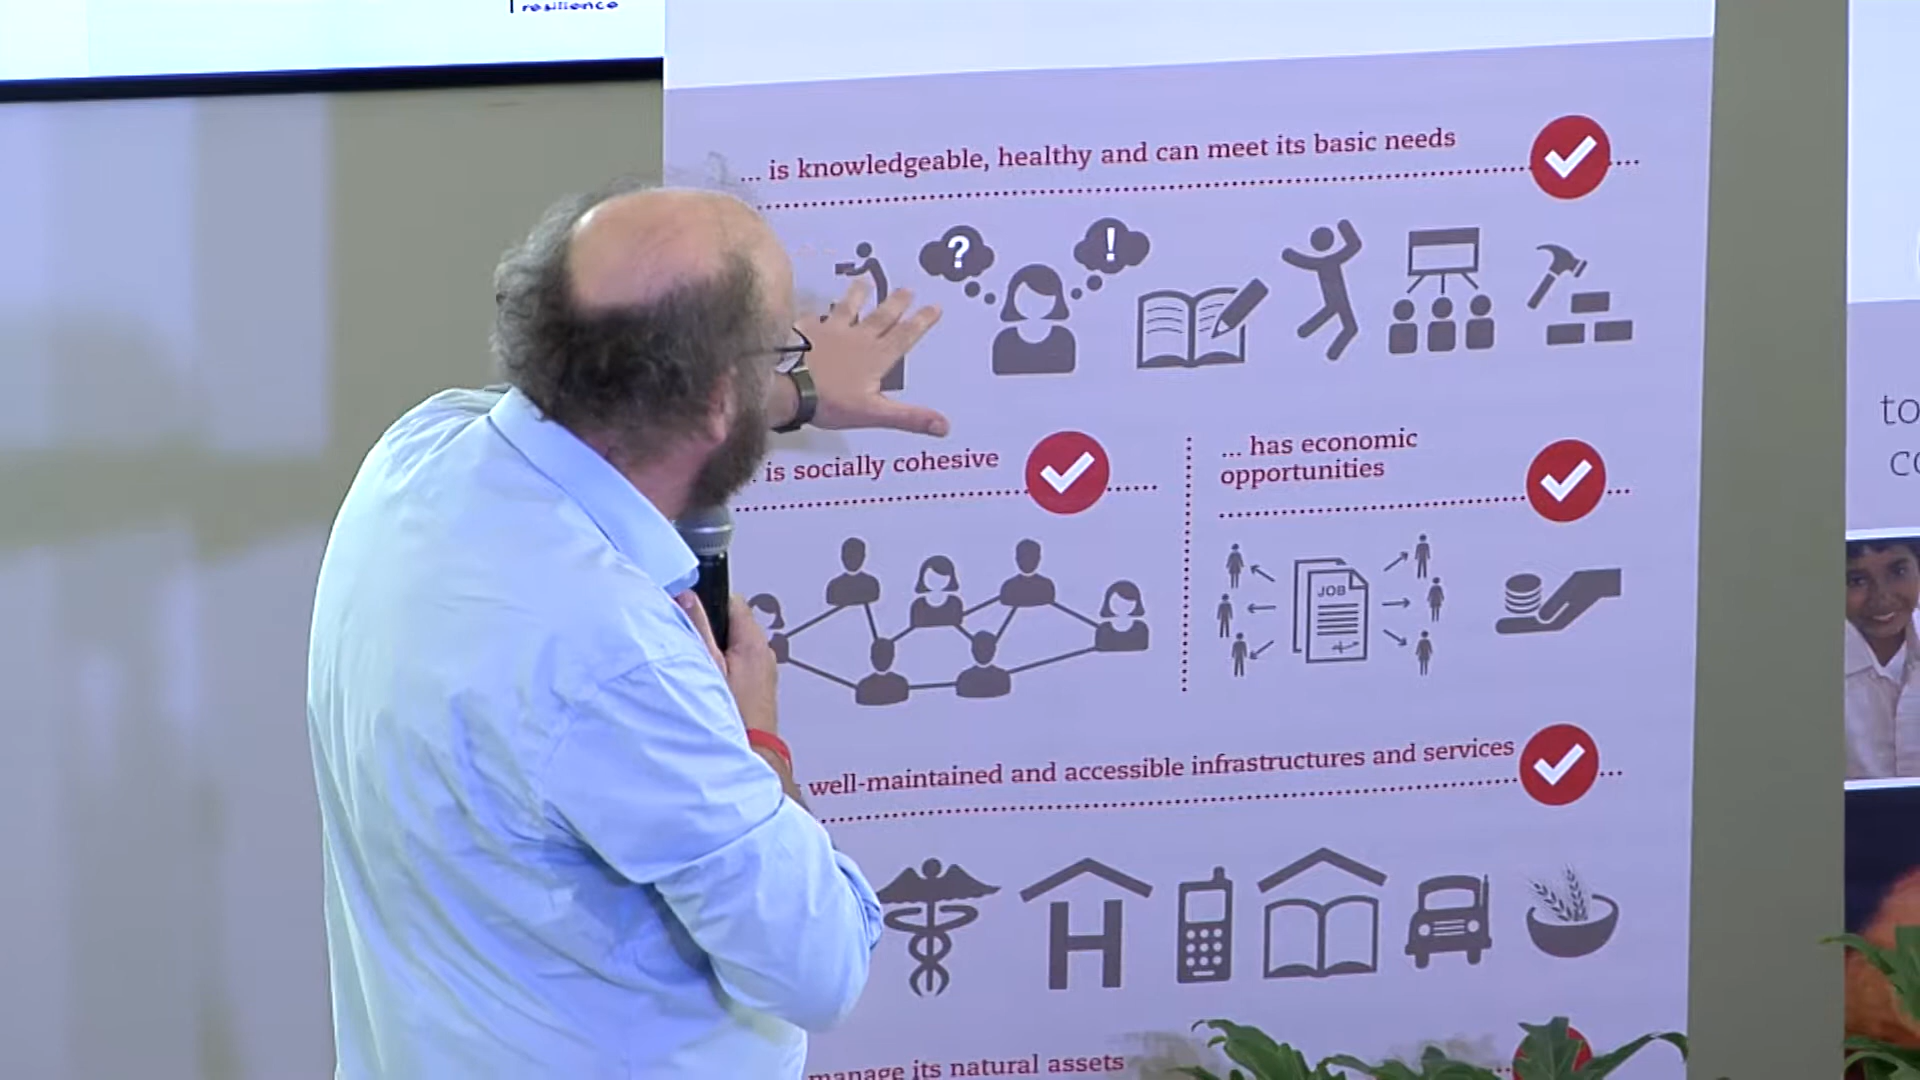 resilience
... is knowledgeable, healthy and can meet its basic needs
...
? !
. is socially cohesive
...
... has economic
opportunities
...
JOB
well-maintained and accessible infrastructures and services
...
H
manage its natural assets
...
to
co